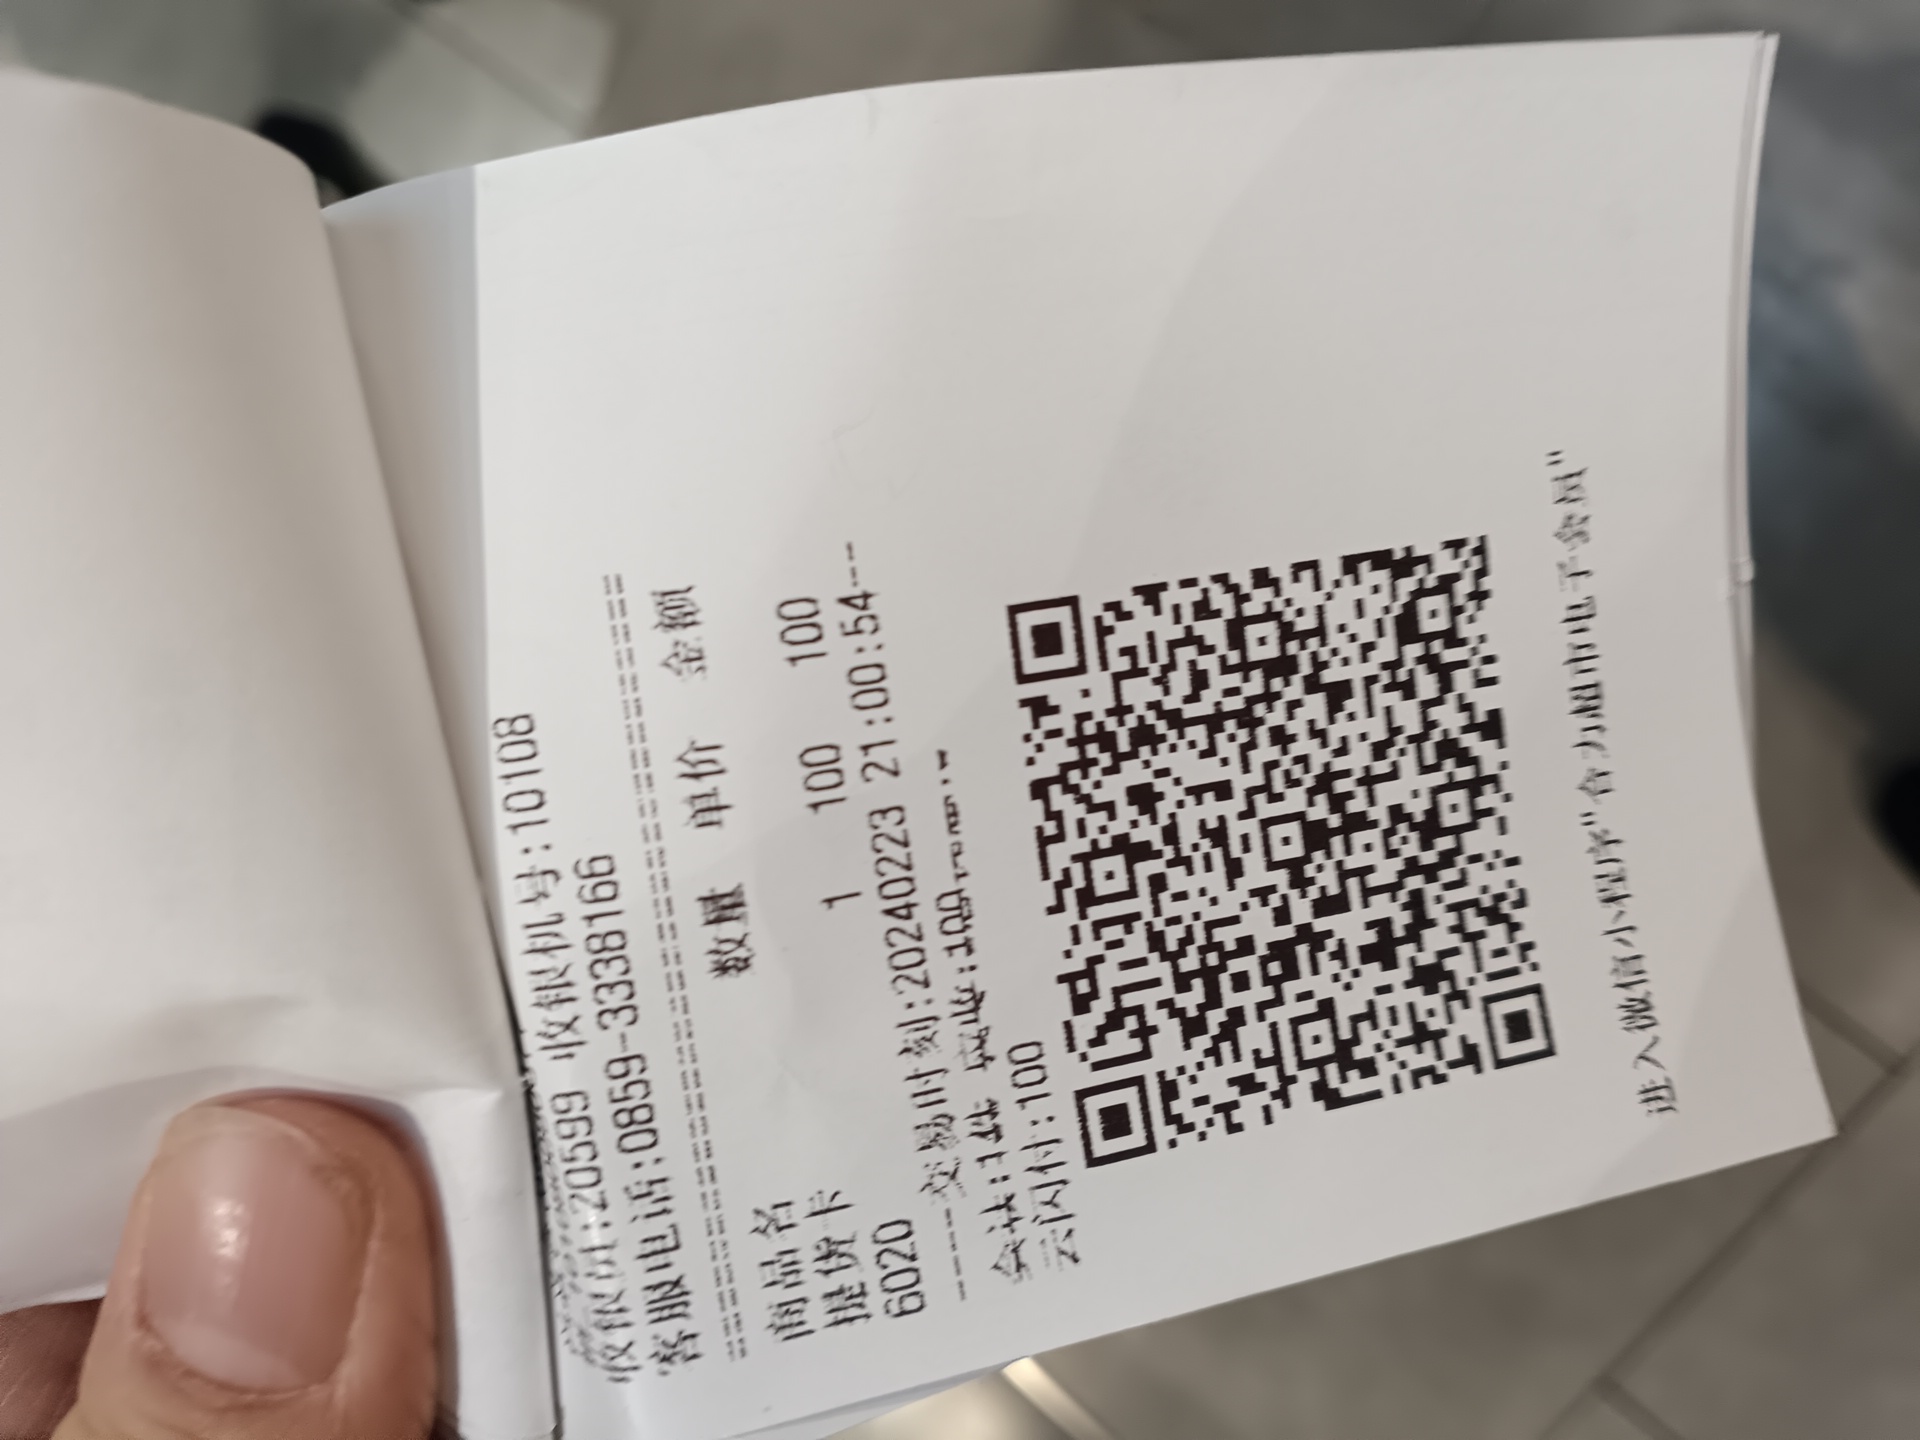 收银机:20599 收银机号:10108
客服电话:0859-3338166
数量 单价 金额
商品名
提货卡
6020 1 100 100
交易时刻:20240223 21:00:54
会共:1件 实收:100
云闪付:100
进入微信小程序"合力超市电子会员"